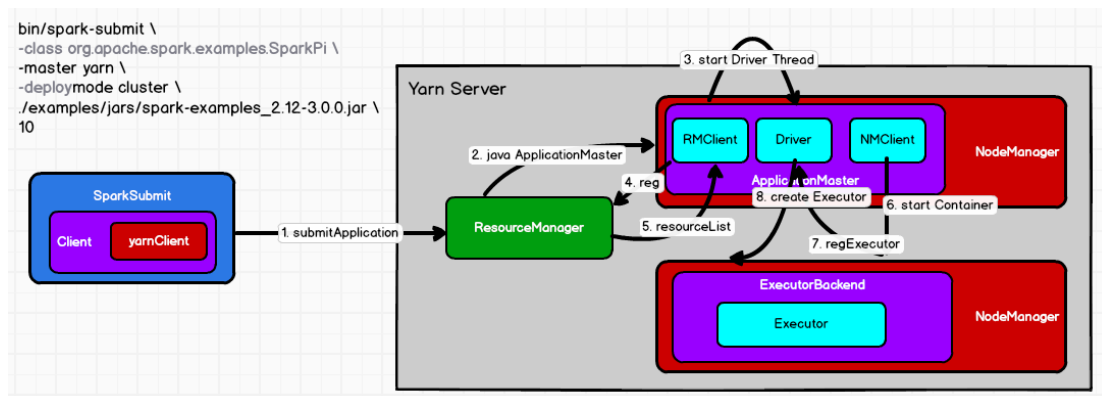 bin/spark-submit \
-class org.apache.spark.examples.SparkPi \
-master yarn \
-deploymode cluster \
./examples/jars/spark-examples_2.12-3.0.0.jar \
10
Yarn Server
3. start Driver Thread
RMClient
Driver
NMClient
NodeManager
ApplicationMaster
2. java ApplicationMaster
4. reg
8. create Executor
6. start Container
SparkSubmit
Client
yarnClient
1. submitApplication
ResourceManager
5. resourceList
7. regExecutor
ExecutorBackend
Executor
NodeManager